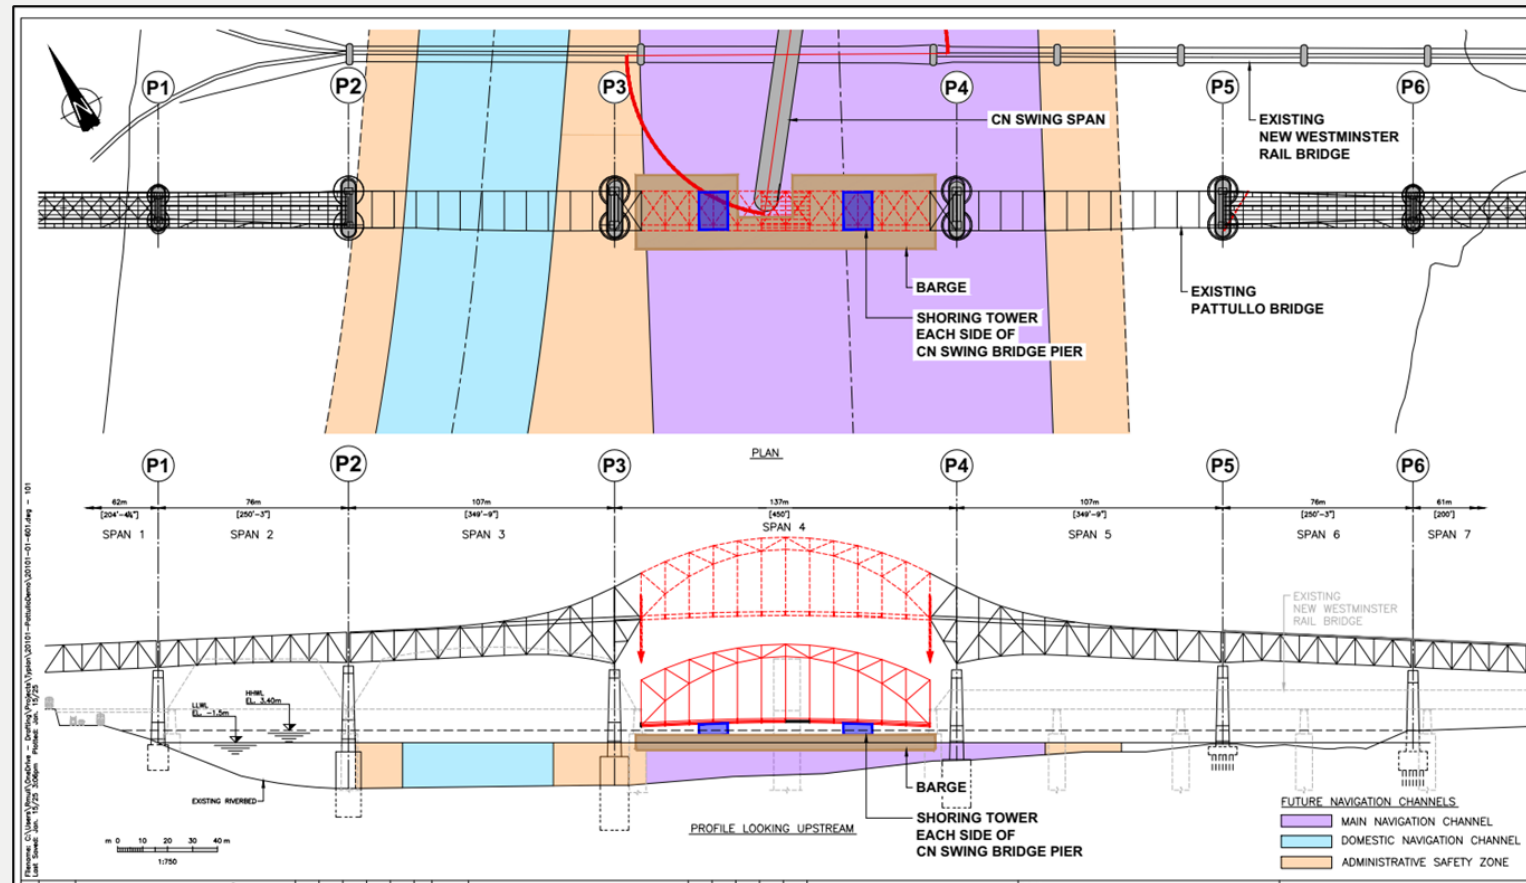 P1
P2
P3
P4
P5
P6
CN SWING SPAN
EXISTING
NEW WESTMINSTER
RAIL BRIDGE
BARGE
SHORING TOWER
EACH SIDE OF
CN SWING BRIDGE PIER
EXISTING
PATTULLO BRIDGE
PLAN
P1
P2
P3
P4
P5
P6
62m
[204'-4¼"]
SPAN 1
76m
[250'-3"]
SPAN 2
107m
[349'-9"]
SPAN 3
137m
[450']
SPAN 4
107m
[349'-9"]
SPAN 5
76m
[250'-3"]
SPAN 6
61m
[200']
SPAN 7
EXISTING
NEW WESTMINSTER
RAIL BRIDGE
LLWL
EL. -1.5m
HHWL
EL. 3.40m
EXISTING RIVERBED
BARGE
SHORING TOWER
EACH SIDE OF
CN SWING BRIDGE PIER
PROFILE LOOKING UPSTREAM
m 0 10 20 30 40 m
1:750
FUTURE NAVIGATION CHANNELS
MAIN NAVIGATION CHANNEL
DOMESTIC NAVIGATION CHANNEL
ADMINISTRATIVE SAFETY ZONE